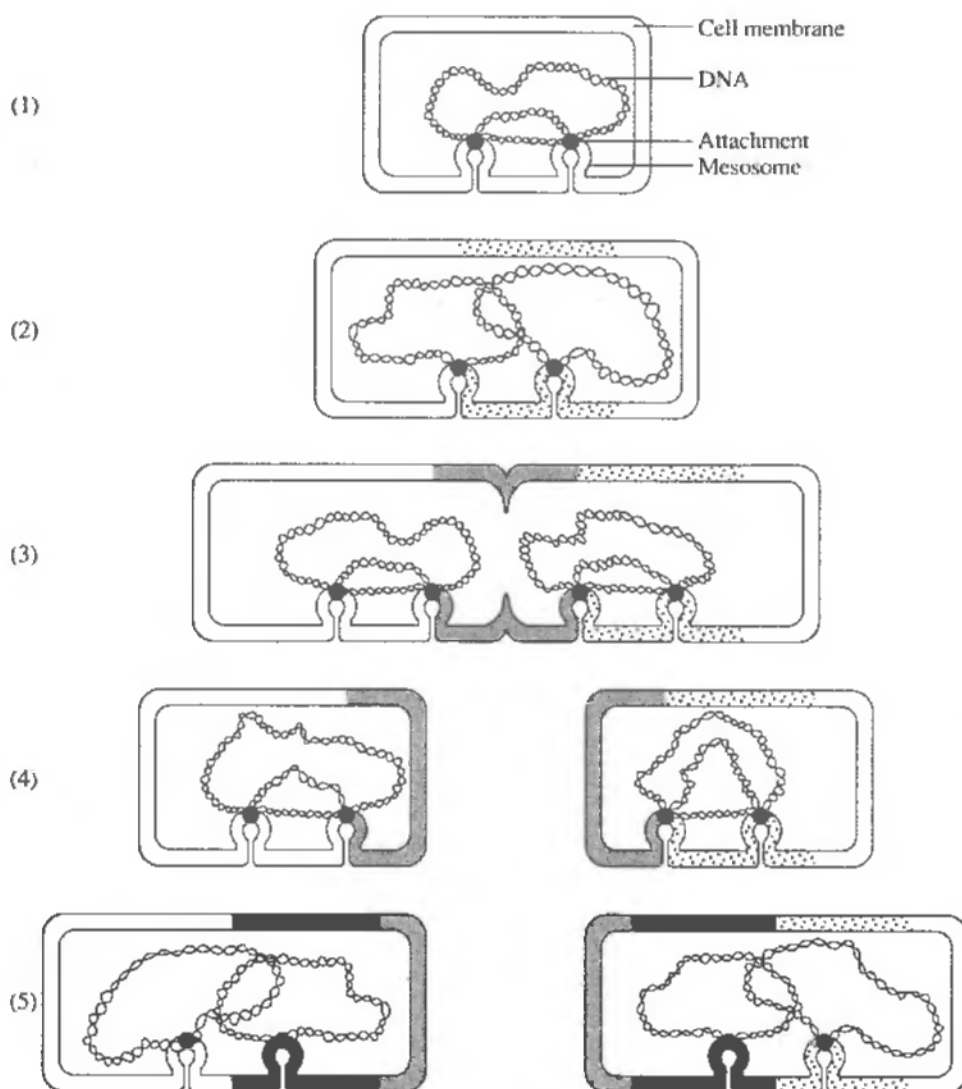 Cell membrane
DNA
(1)
Attachment
Mesosome
(2)
(3)
(4)
(5)